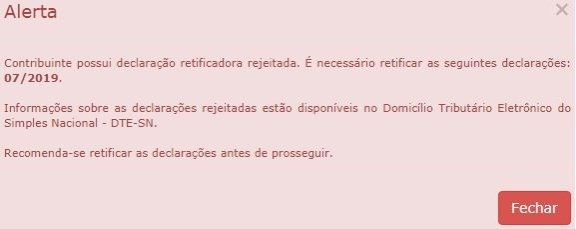 Alerta ×
Contribuinte possui declaração retificadora rejeitada. É necessário retificar as seguintes declarações:
07/2019.
Informações sobre as declarações rejeitadas estão disponíveis no Domicílio Tributário Eletrônico do
Simples Nacional - DTE-SN.
Recomenda-se retificar as declarações antes de prosseguir.
Fechar